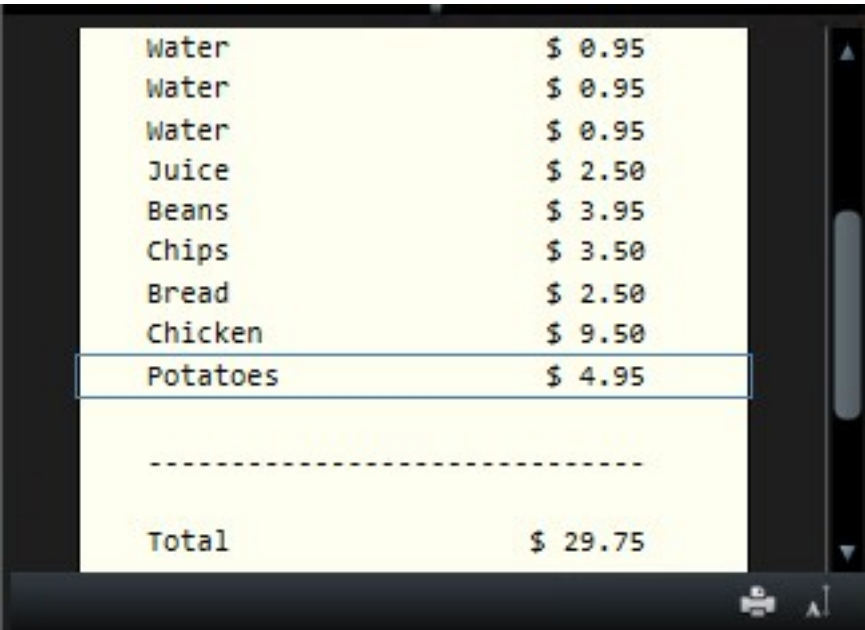 Water $ 0.95
Water $ 0.95
Water $ 0.95
Juice $ 2.50
Beans $ 3.95
Chips $ 3.50
Bread $ 2.50
Chicken $ 9.50
Potatoes $ 4.95
------------------------------
Total $ 29.75
A